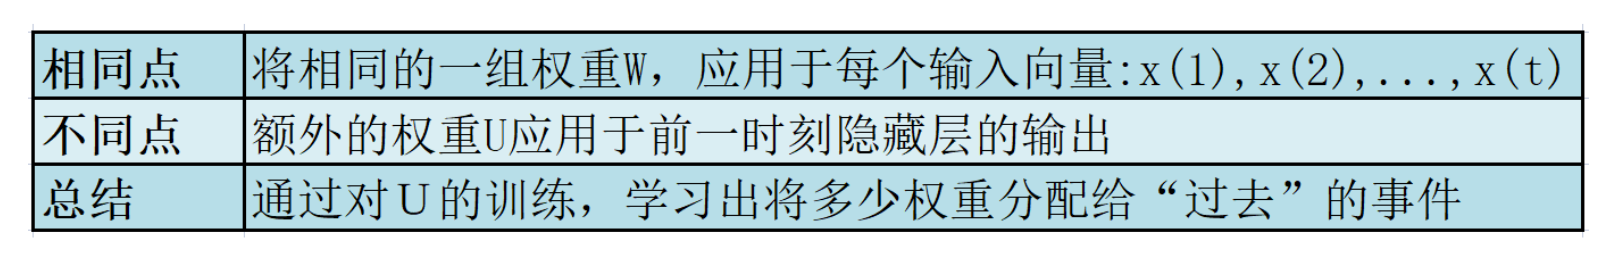 相同点 将相同的一组权重W，应用于每个输入向量:x(1),x(2),...,x(t)
不同点 额外的权重U应用于前一时刻隐藏层的输出
总结 通过对U的训练，学习出将多少权重分配给“过去”的事件